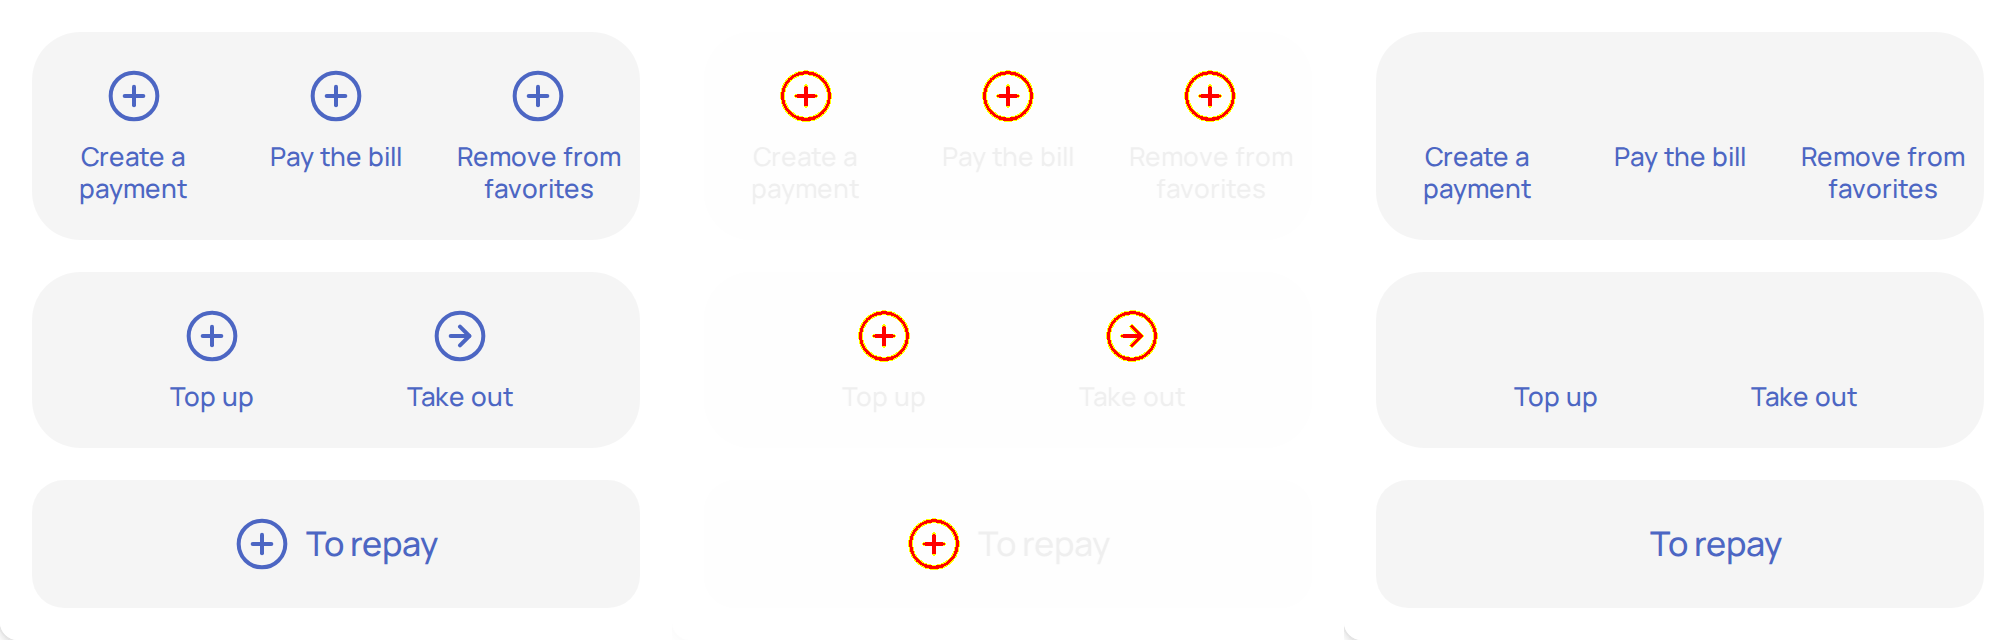 Create a
payment
Pay the bill
Remove from
favorites
Top up
Take out
To repay
Create a
payment
Pay the bill
Remove from
favorites
Top up
Take out
To repay
Create a
payment
Pay the bill
Remove from
favorites
Top up
Take out
To repay